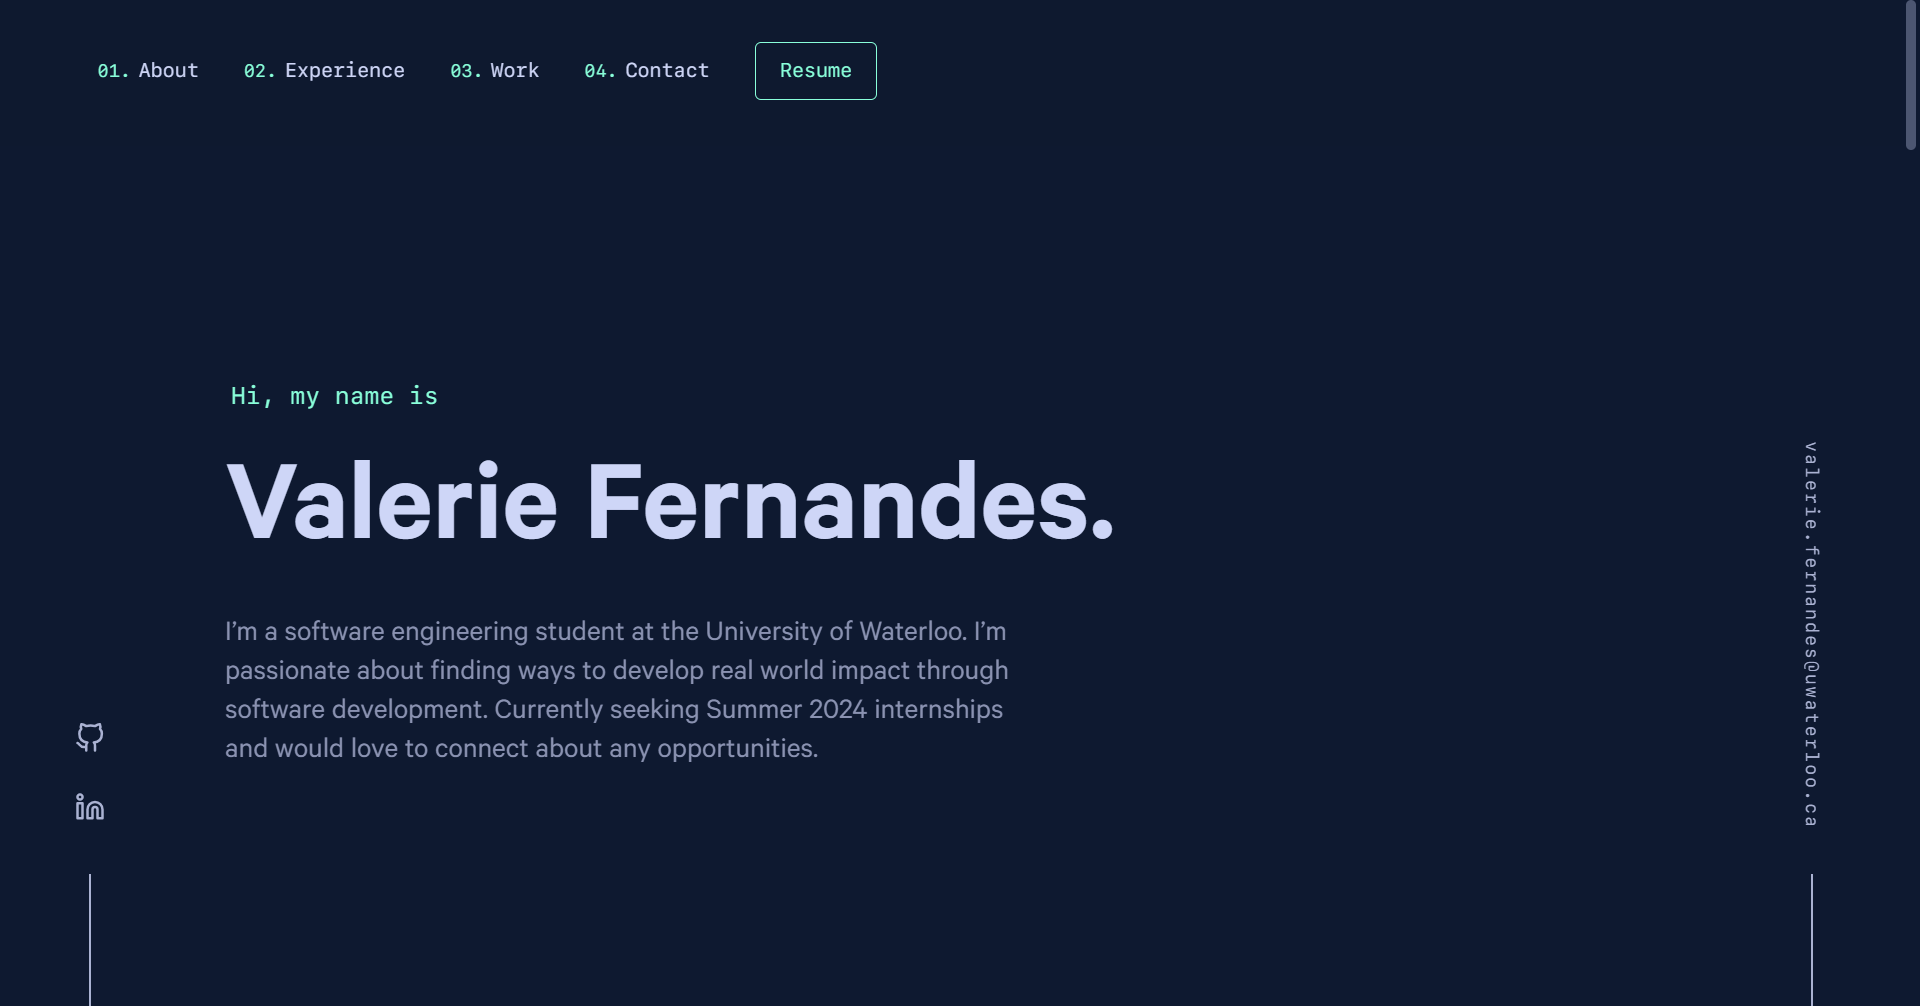 01. About 02. Experience 03. Work 04. Contact Resume
Hi, my name is
Valerie Fernandes.
I’m a software engineering student at the University of Waterloo. I’m
passionate about finding ways to develop real world impact through
software development. Currently seeking Summer 2024 internships
and would love to connect about any opportunities.
valerie.fernandes@uwaterloo.ca